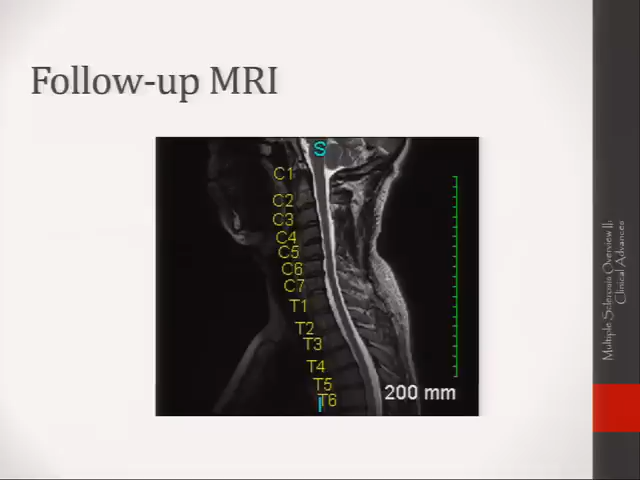 Follow-up MRI
S
C1
C2
C3
C4
C5
C6
C7
T1
T2
T3
T4
T5
T6
I
200 mm
Multiple Sclerosis Overview II:
Clinical Advances